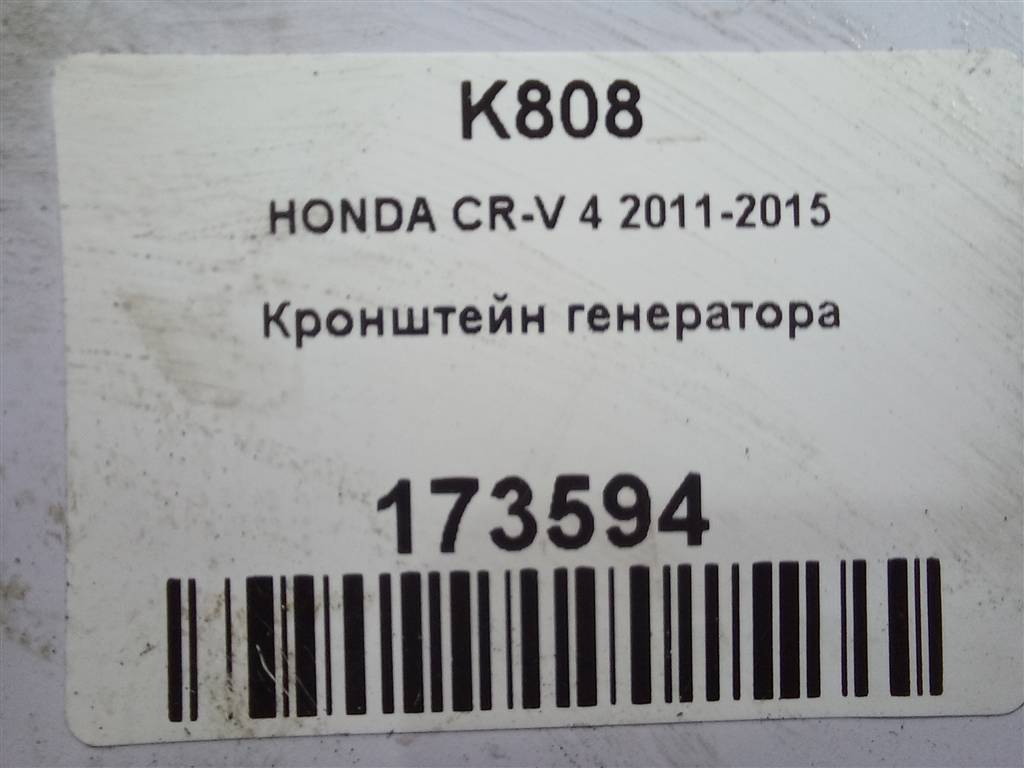 K808
HONDA CR-V 4 2011-2015
Кронштейн генератора
173594